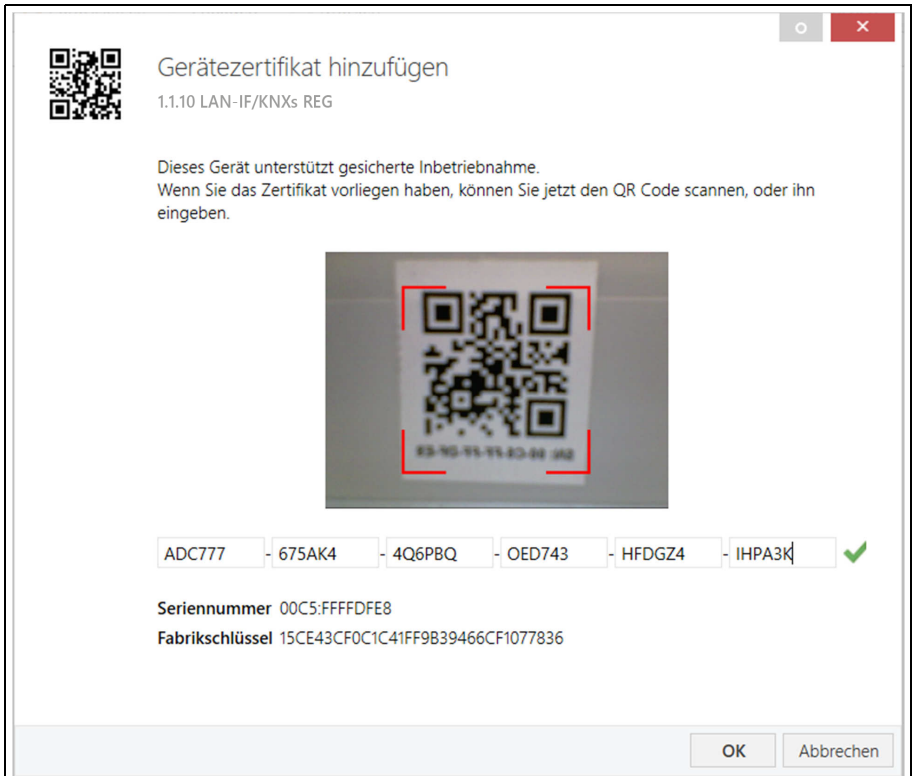 Gerätezertifikat hinzufügen
1.1.10 LAN-IF/KNXs REG
Dieses Gerät unterstützt gesicherte Inbetriebnahme.
Wenn Sie das Zertifikat vorliegen haben, können Sie jetzt den QR Code scannen, oder ihn
eingeben.
ADC777 - 675AK4 - 4Q6PBQ - OED743 - HFDGZ4 - IHPA3K
Seriennummer 00C5:FFFFDFE8
Fabrikschlüssel 15CE43CF0C1C41FF9B39466CF1077836
OK Abbrechen